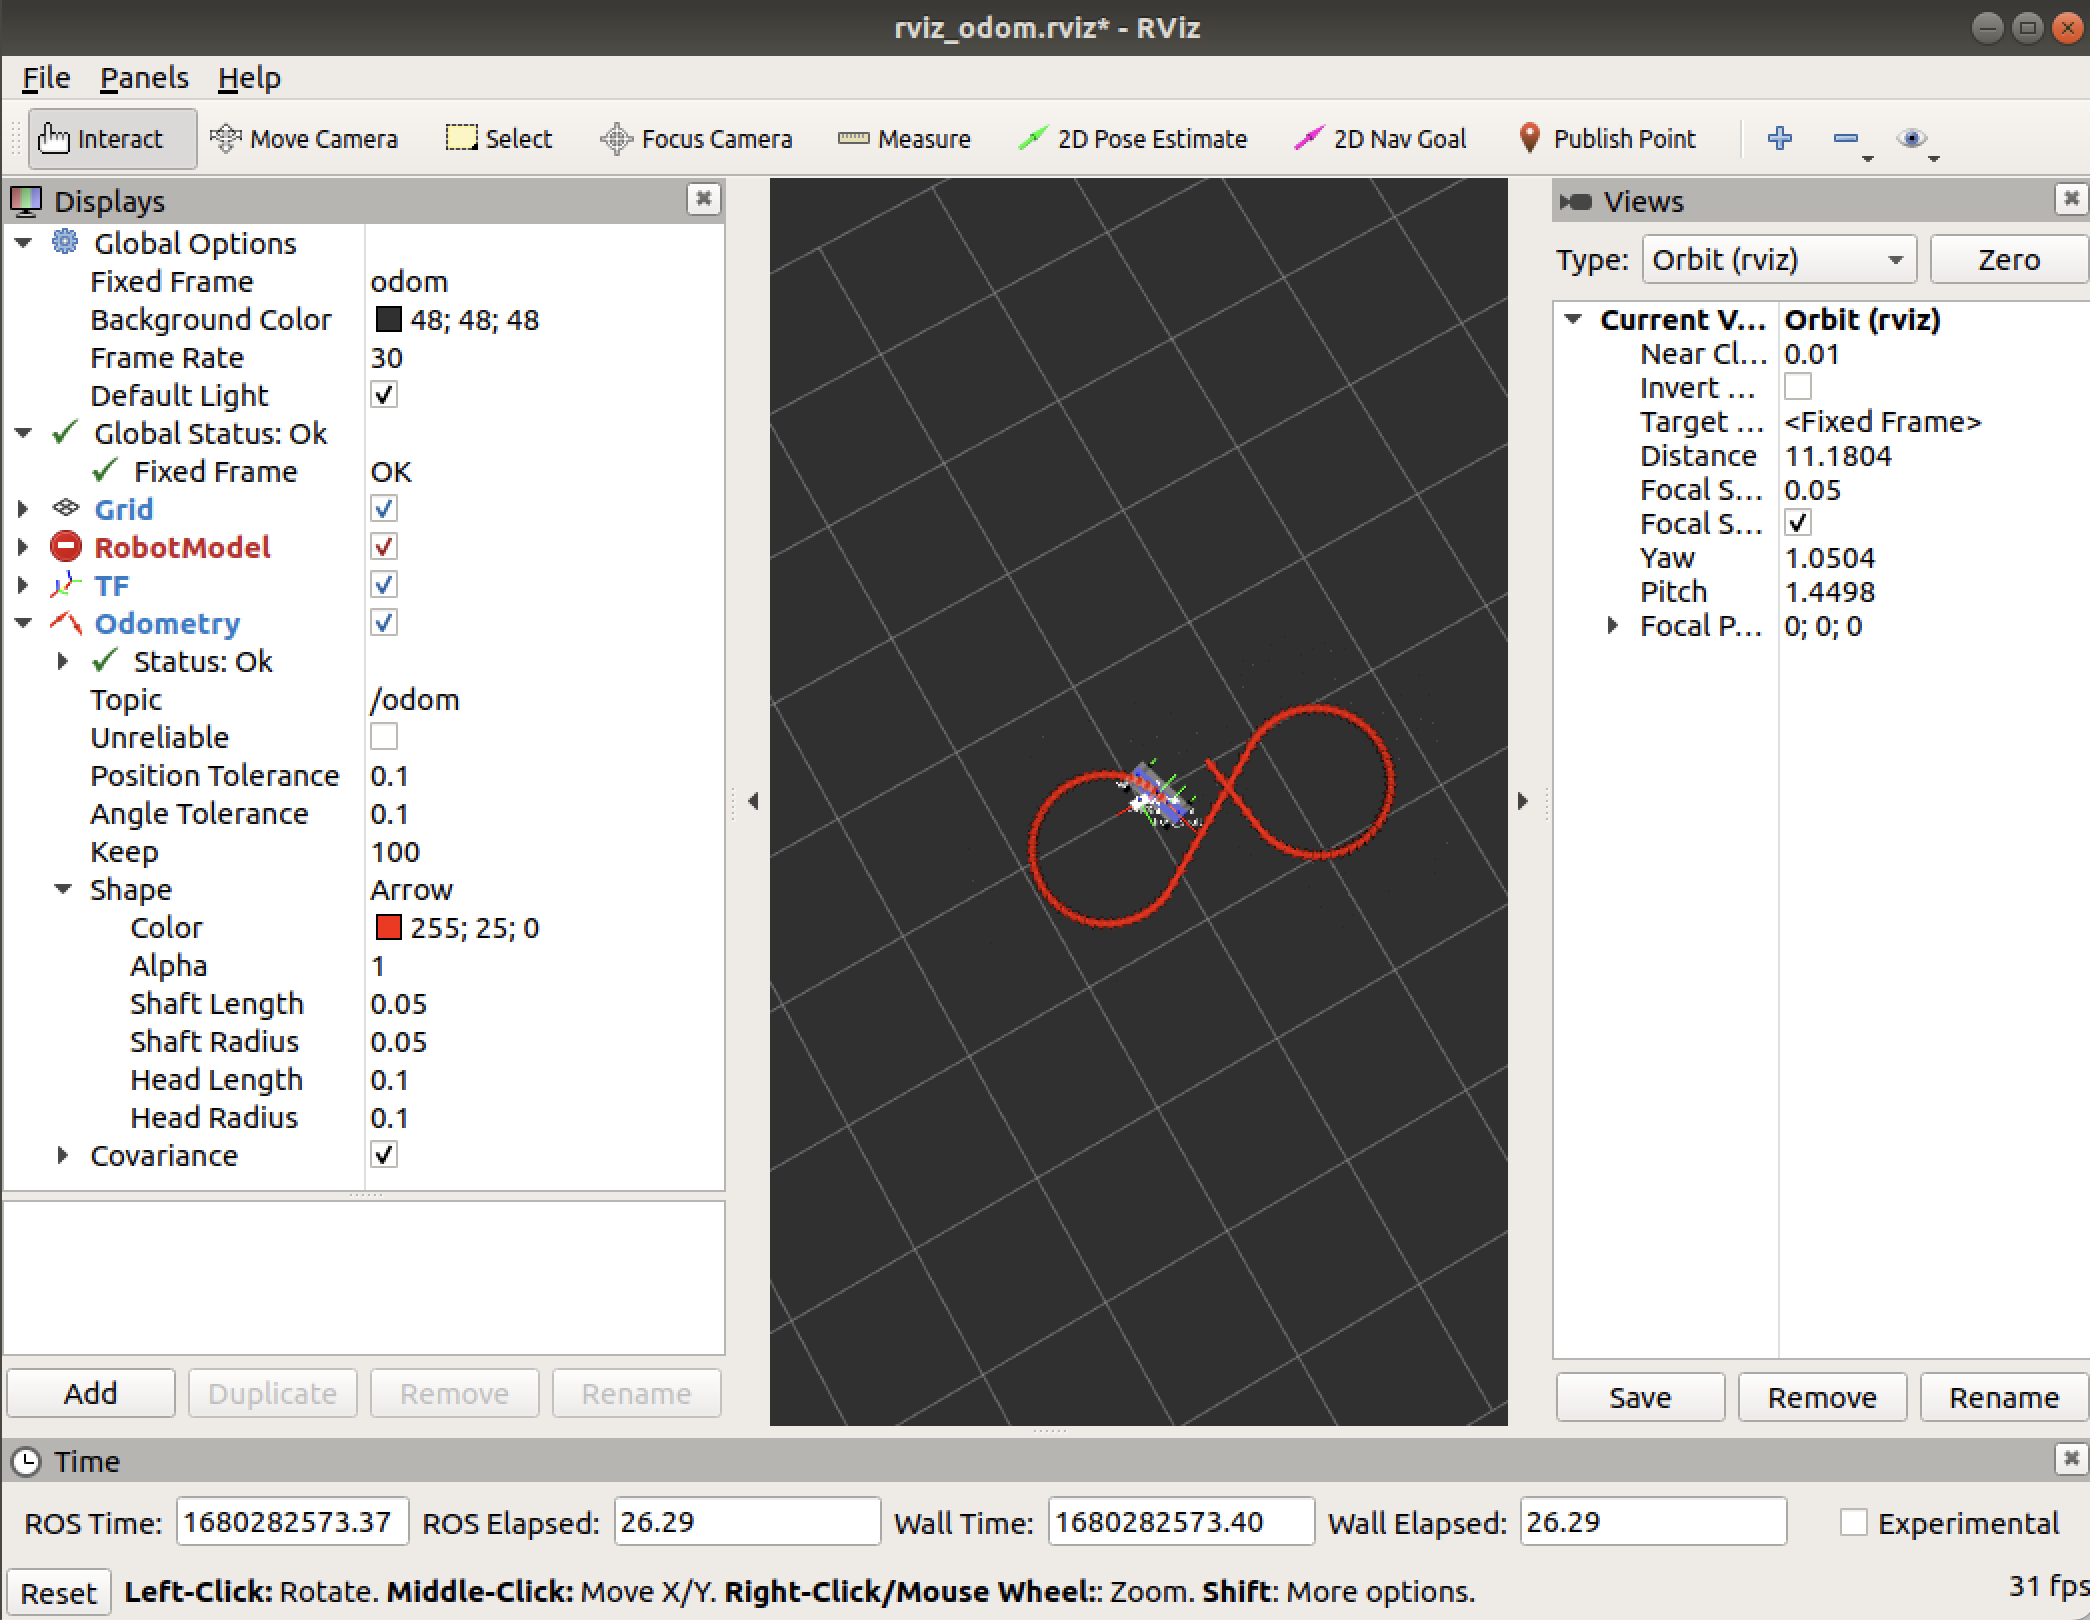 rviz_odom.rviz* - RViz
File Panels Help
Interact Move Camera Select Focus Camera Measure 2D Pose Estimate 2D Nav Goal Publish Point
Displays
Global Options
Fixed Frame odom
Background Color 48; 48; 48
Frame Rate 30
Default Light
Global Status: Ok
Fixed Frame OK
Grid
RobotModel
TF
Odometry
Status: Ok
Topic /odom
Unreliable
Position Tolerance 0.1
Angle Tolerance 0.1
Keep 100
Shape Arrow
Color 255; 25; 0
Alpha 1
Shaft Length 0.05
Shaft Radius 0.05
Head Length 0.1
Head Radius 0.1
Covariance
Add Duplicate Remove Rename
Views
Type: Orbit (rviz) Zero
Current V... Orbit (rviz)
Near Cl... 0.01
Invert ...
Target ... <Fixed Frame>
Distance 11.1804
Focal S... 0.05
Focal S...
Yaw 1.0504
Pitch 1.4498
Focal P... 0; 0; 0
Save Remove Rename
Time
ROS Time: 1680282573.37 ROS Elapsed: 26.29 Wall Time: 1680282573.40 Wall Elapsed: 26.29 Experimental
Reset Left-Click: Rotate. Middle-Click: Move X/Y. Right-Click/Mouse Wheel:: Zoom. Shift: More options. 31 fps